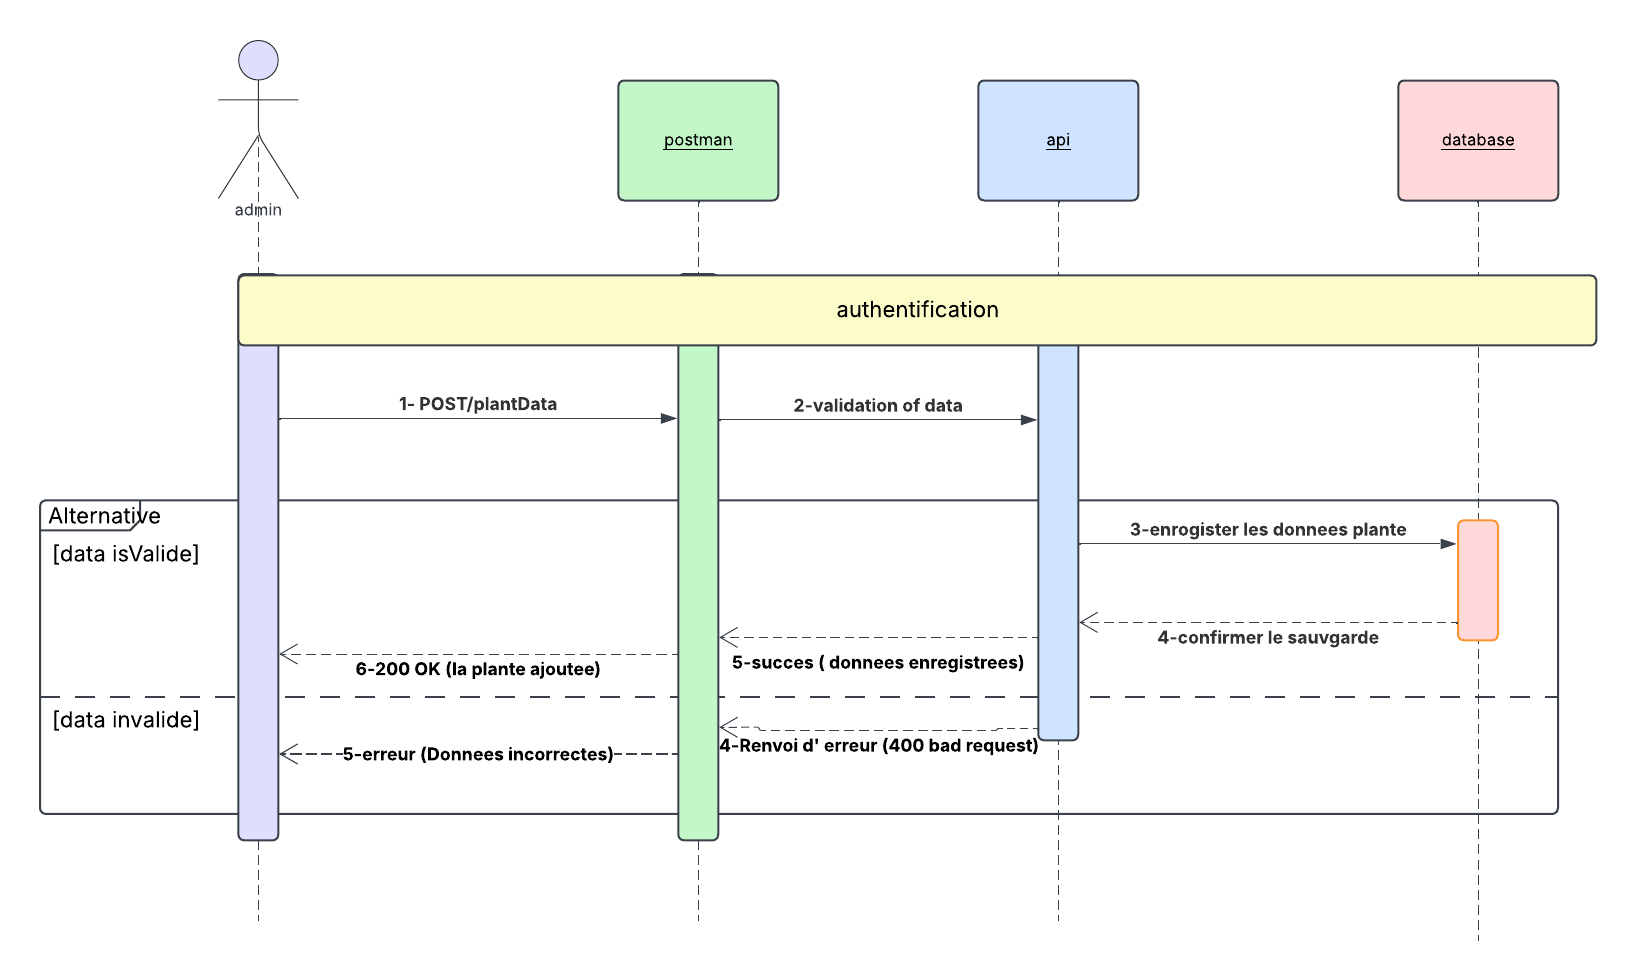 admin
postman
api
database
authentification
1- POST/plantData
2-validation of data
Alternative
[data isValide]
3-enrogister les donnees plante
4-confirmer le sauvgarde
5-succes ( donnees enregistrees)
6-200 OK (la plante ajoutee)
[data invalide]
4-Renvoi d' erreur (400 bad request)
5-erreur (Donnees incorrectes)